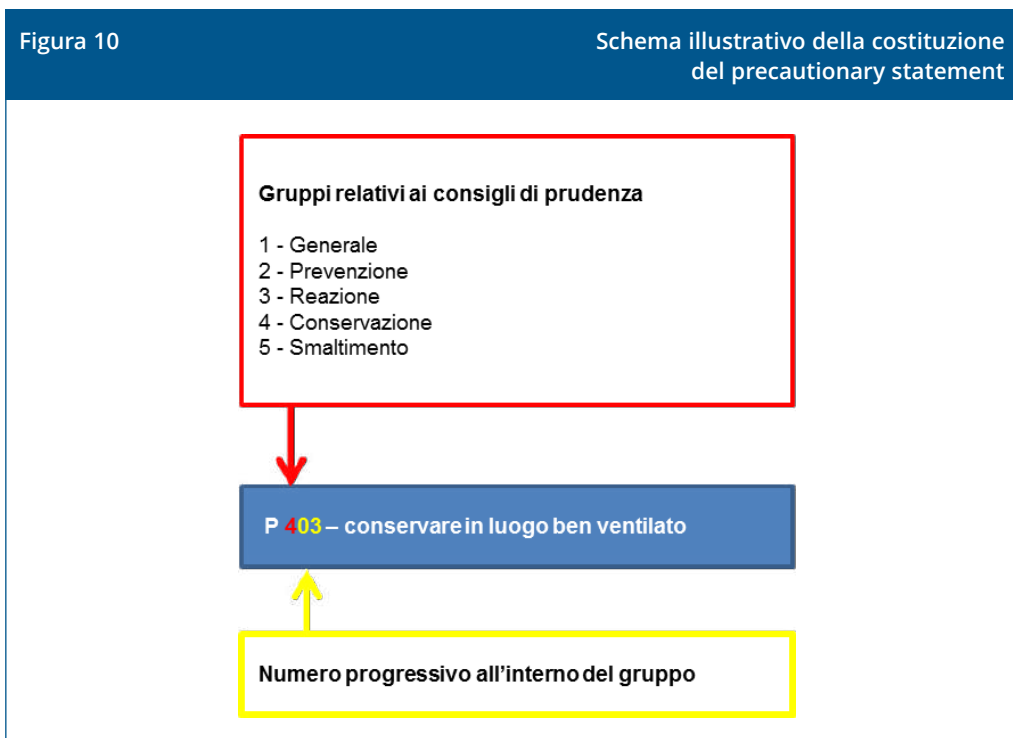 Figura 10
Schema illustrativo della costituzione
del precautionary statement
Gruppi relativi ai consigli di prudenza
1 - Generale
2 - Prevenzione
3 - Reazione
4 - Conservazione
5 - Smaltimento
P 403 – conservare in luogo ben ventilato
Numero progressivo all'interno del gruppo